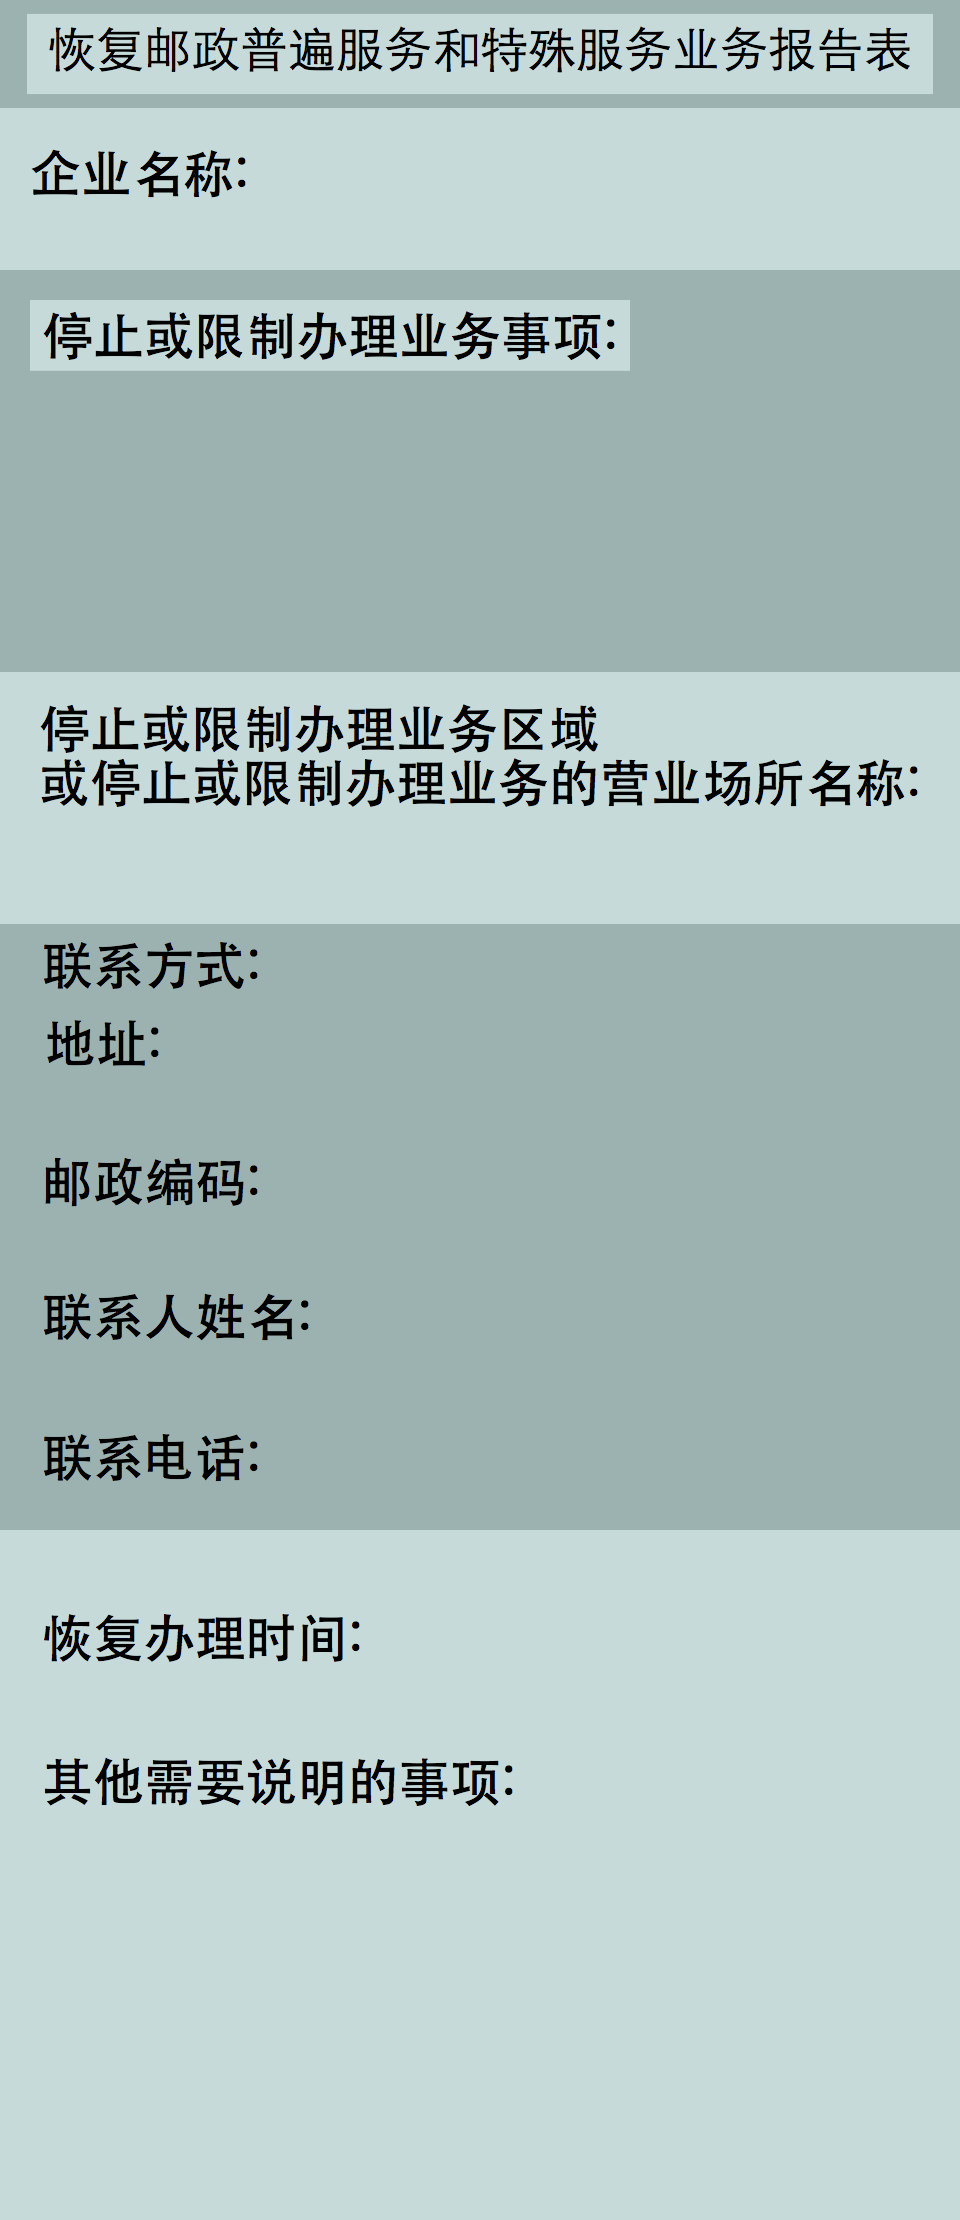 恢复邮政普遍服务和特殊服务业务报告表
企业名称：
停止或限制办理业务事项：
停止或限制办理业务区域
或停止或限制办理业务的营业场所名称：
联系方式：
地址：
邮政编码：
联系人姓名：
联系电话：
恢复办理时间：
其他需要说明的事项：